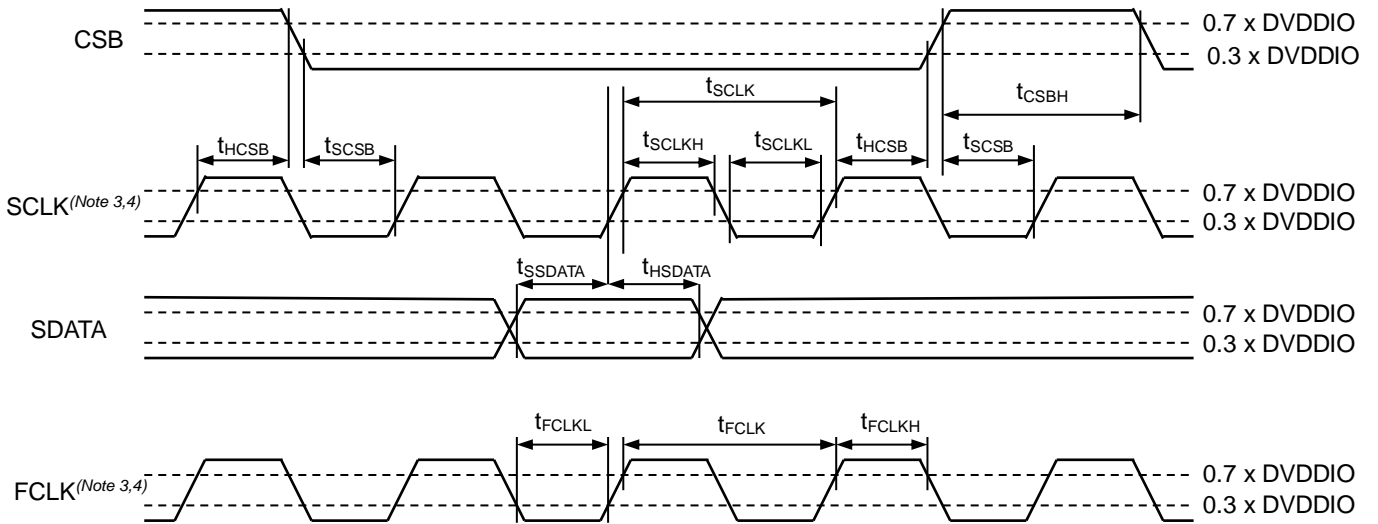 CSB
0.7 x DVDDIO
0.3 x DVDDIO
tSCLK
tCSBH
tHCSB
tSCSB
tSCLKH
tSCLKL
tHCSB
tSCSB
SCLK(Note 3,4)
0.7 x DVDDIO
0.3 x DVDDIO
tSSDATA
tHSDATA
SDATA
0.7 x DVDDIO
0.3 x DVDDIO
tFCLKL
tFCLK
tFCLKH
FCLK(Note 3,4)
0.7 x DVDDIO
0.3 x DVDDIO